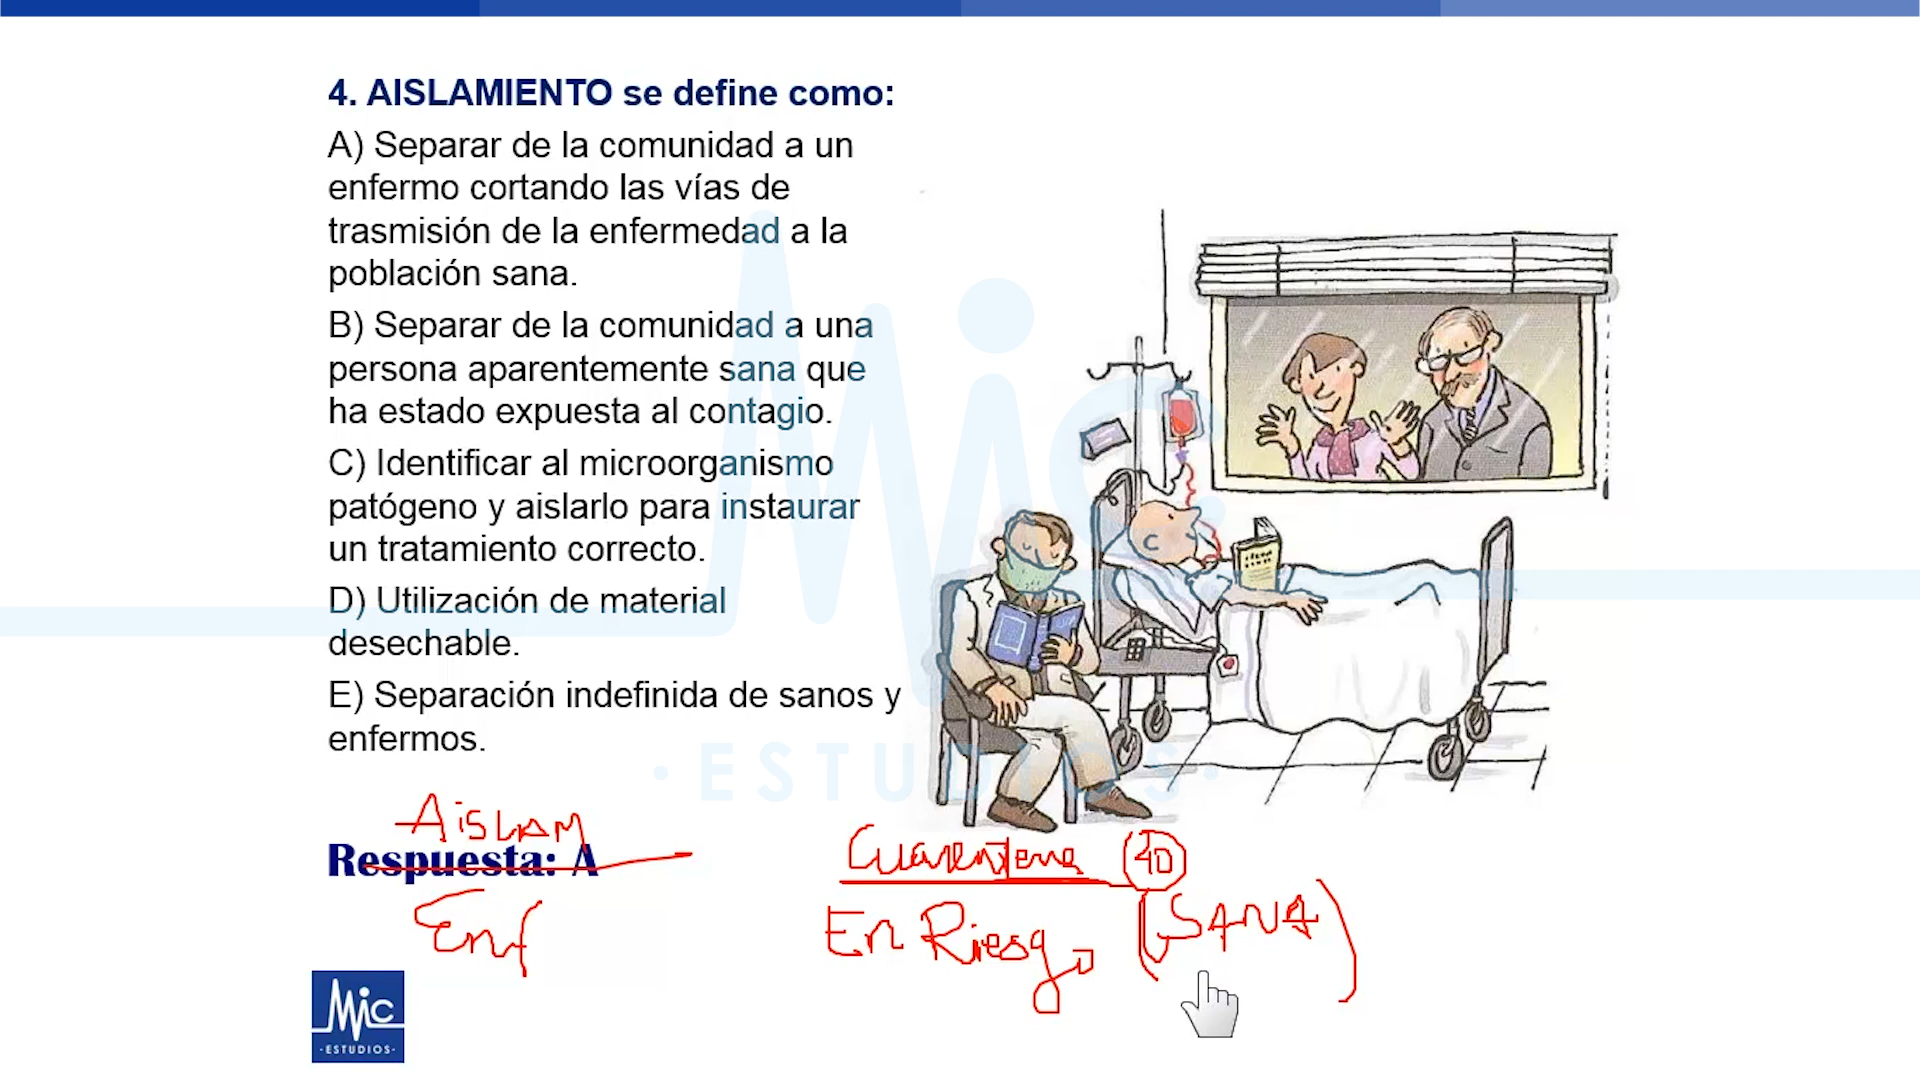 4. AISLAMIENTO se define como:
A) Separar de la comunidad a un
enfermo cortando las vías de
trasmisión de la enfermedad a la
población sana.
B) Separar de la comunidad a una
persona aparentemente sana que
ha estado expuesta al contagio.
C) Identificar al microorganismo
patógeno y aislarlo para instaurar
un tratamiento correcto.
D) Utilización de material
desechable.
E) Separación indefinida de sanos y
enfermos.
Mic
·ESTUDIOS·
AiSLAM
Respuesta: A
Enf
Cuarentena 40
En Riesgo (SANA)
Mic
·ESTUDIOS·